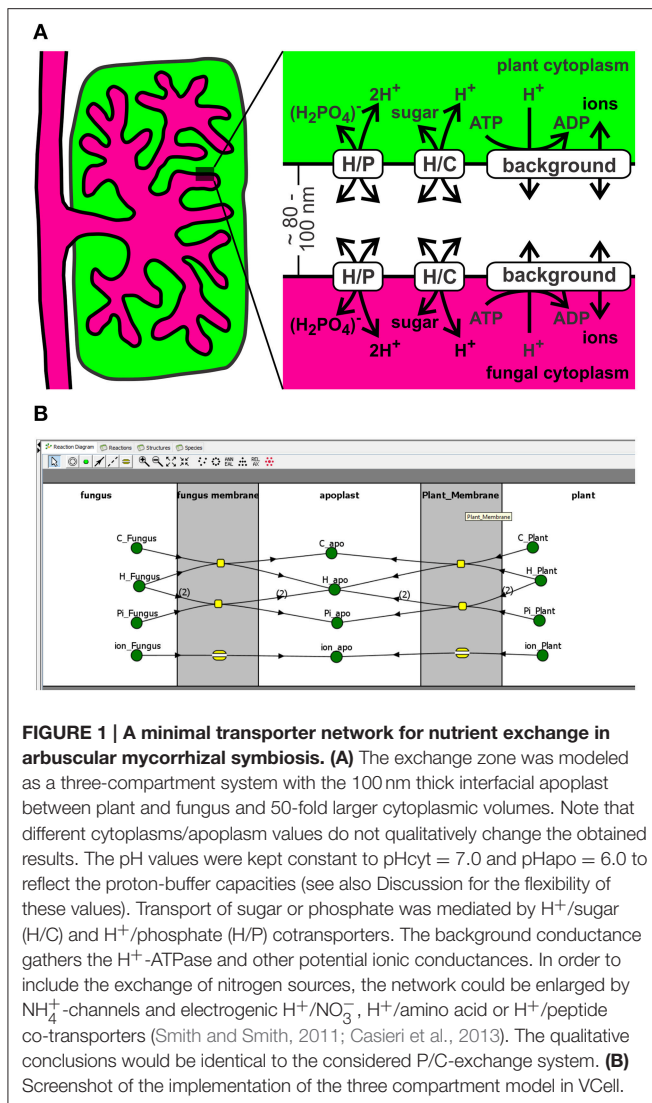 A
plant cytoplasm
(H₂PO₄)⁻ 2H⁺ sugar H⁺ ATP H⁺ ADP ions
H/P H/C background
~ 80 -
100 nm
H/P H/C background
(H₂PO₄)⁻ 2H⁺ sugar H⁺ ATP H⁺ ADP ions
fungal cytoplasm
B
Reaction Diagram Reactions Structures Species
fungus fungus membrane apoplast Plant_Membrane plant
Plant_Membrane
C_Fungus C_apo C_Plant
H_Fungus H_apo H_Plant
(2) (2) (2) (2)
Pi_Fungus Pi_apo Pi_Plant
ion_Fungus ion_apo ion_Plant
FIGURE 1 | A minimal transporter network for nutrient exchange in
arbuscular mycorrhizal symbiosis. (A) The exchange zone was modeled
as a three-compartment system with the 100 nm thick interfacial apoplast
between plant and fungus and 50-fold larger cytoplasmic volumes. Note that
different cytoplasms/apoplasm values do not qualitatively change the obtained
results. The pH values were kept constant to pHcyt = 7.0 and pHapo = 6.0 to
reflect the proton-buffer capacities (see also Discussion for the flexibility of
these values). Transport of sugar or phosphate was mediated by H⁺/sugar
(H/C) and H⁺/phosphate (H/P) cotransporters. The background conductance
gathers the H⁺-ATPase and other potential ionic conductances. In order to
include the exchange of nitrogen sources, the network could be enlarged by
NH₄⁺-channels and electrogenic H⁺/NO₃⁻, H⁺/amino acid or H⁺/peptide
co-transporters (Smith and Smith, 2011; Casieri et al., 2013). The qualitative
conclusions would be identical to the considered P/C-exchange system. (B)
Screenshot of the implementation of the three compartment model in VCell.